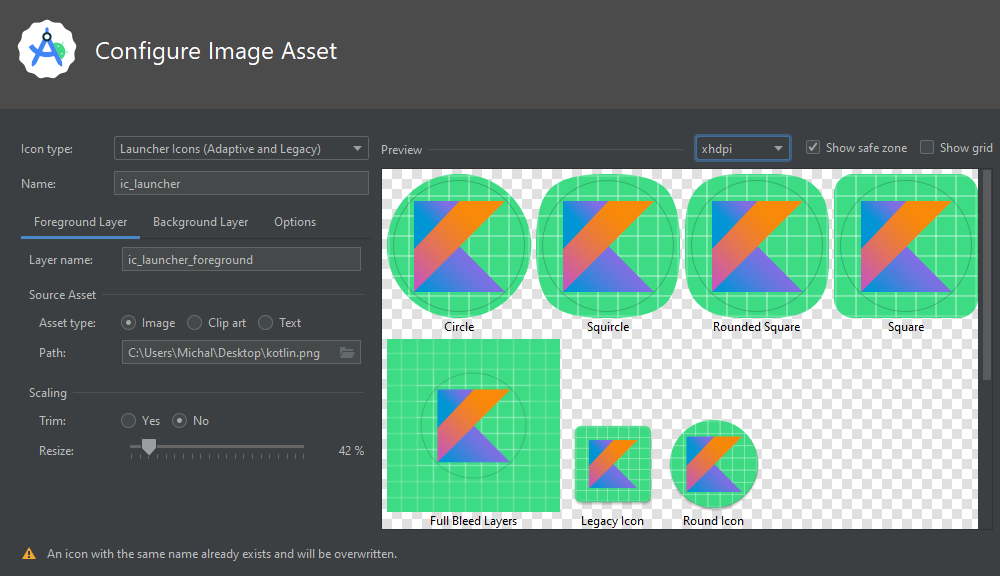 Configure Image Asset
Icon type: Launcher Icons (Adaptive and Legacy)
Name: ic_launcher
Foreground Layer Background Layer Options
Layer name: ic_launcher_foreground
Source Asset
Asset type: Image Clip art Text
Path: C:\Users\Michal\Desktop\kotlin.png
Scaling
Trim: Yes No
Resize: 42 %
Preview xhdpi Show safe zone Show grid
Circle Squircle Rounded Square Square
Full Bleed Layers Legacy Icon Round Icon
An icon with the same name already exists and will be overwritten.